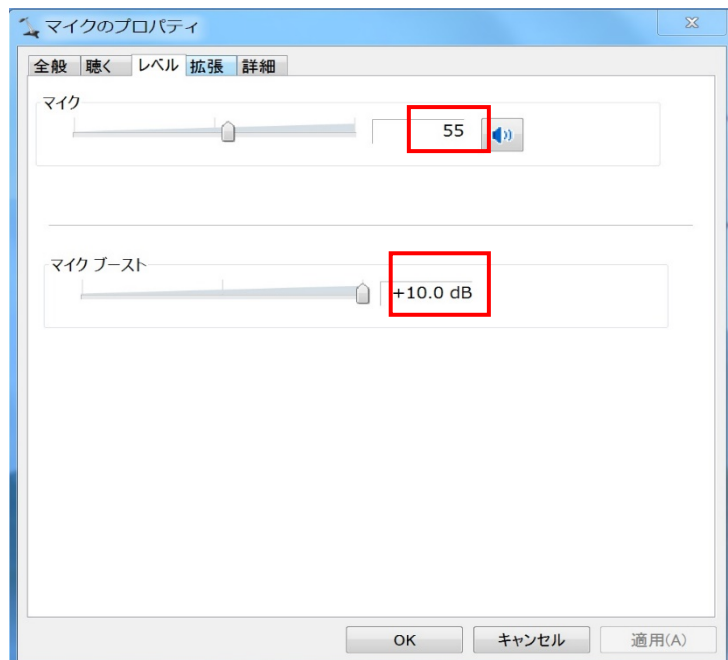 マイクのプロパティ
全般 聴く レベル 拡張 詳細
マイク
55
マイク ブースト
+10.0 dB
OK キャンセル 適用(A)